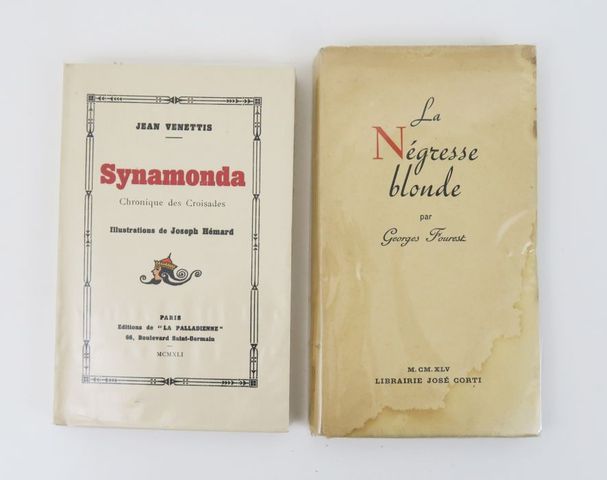 JEAN VENETTIS
Synamonda
Chronique des Croisades
Illustrations de Joseph Hémard
PARIS
Editions de "LA PALLADIENNE"
66, Boulevard Saint-Germain
MCMXLI
La
Négresse
blonde
par
Georges Fourest
M.CM.XLV
LIBRAIRIE JOSÉ CORTI